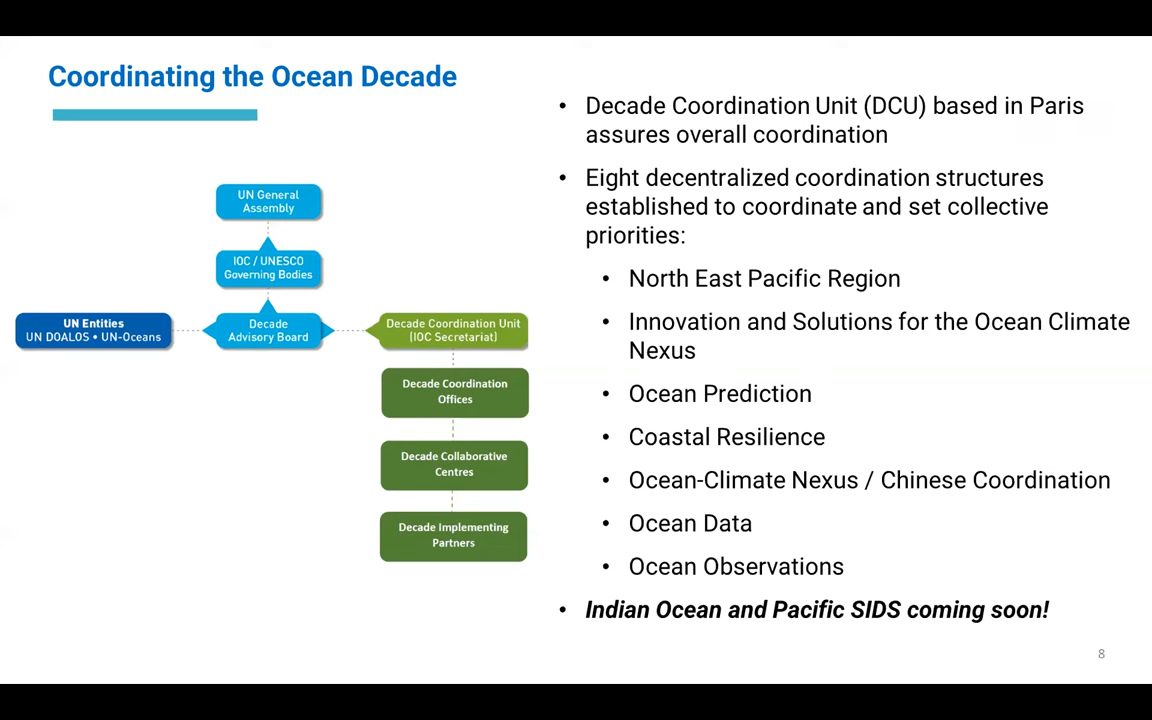 Coordinating the Ocean Decade
UN General
Assembly
IOC / UNESCO
Governing Bodies
UN Entities
UN DOALOS • UN-Oceans
Decade
Advisory Board
Decade Coordination Unit
(IOC Secretariat)
Decade Coordination
Offices
Decade Collaborative
Centres
Decade Implementing
Partners
• Decade Coordination Unit (DCU) based in Paris
assures overall coordination
• Eight decentralized coordination structures
established to coordinate and set collective
priorities:
• North East Pacific Region
• Innovation and Solutions for the Ocean Climate
Nexus
• Ocean Prediction
• Coastal Resilience
• Ocean-Climate Nexus / Chinese Coordination
• Ocean Data
• Ocean Observations
• Indian Ocean and Pacific SIDS coming soon!
8